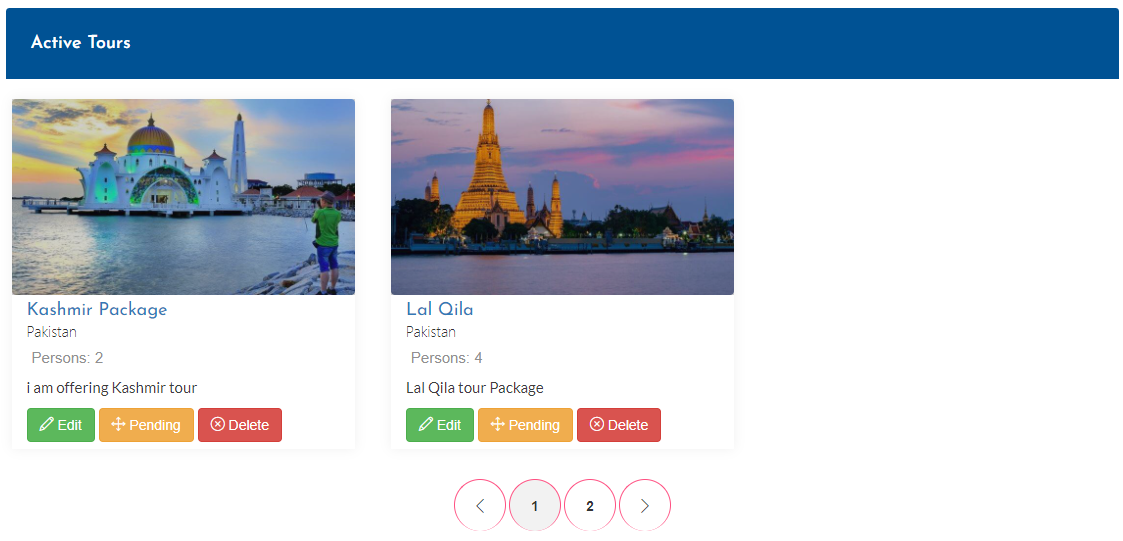 Active Tours
Kashmir Package
Pakistan
Persons: 2
i am offering Kashmir tour
Edit Pending Delete
Lal Qila
Pakistan
Persons: 4
Lal Qila tour Package
Edit Pending Delete
1 2